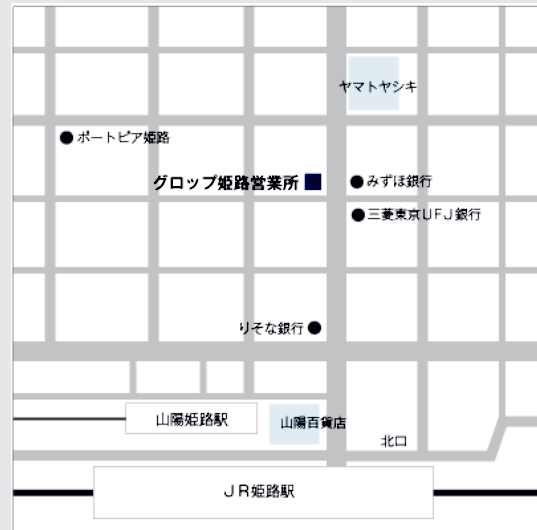 ヤマトヤシキ
ポートピア姫路
グロップ姫路営業所
みずほ銀行
三菱東京UFJ銀行
りそな銀行
山陽姫路駅
山陽百貨店
北口
JR姫路駅